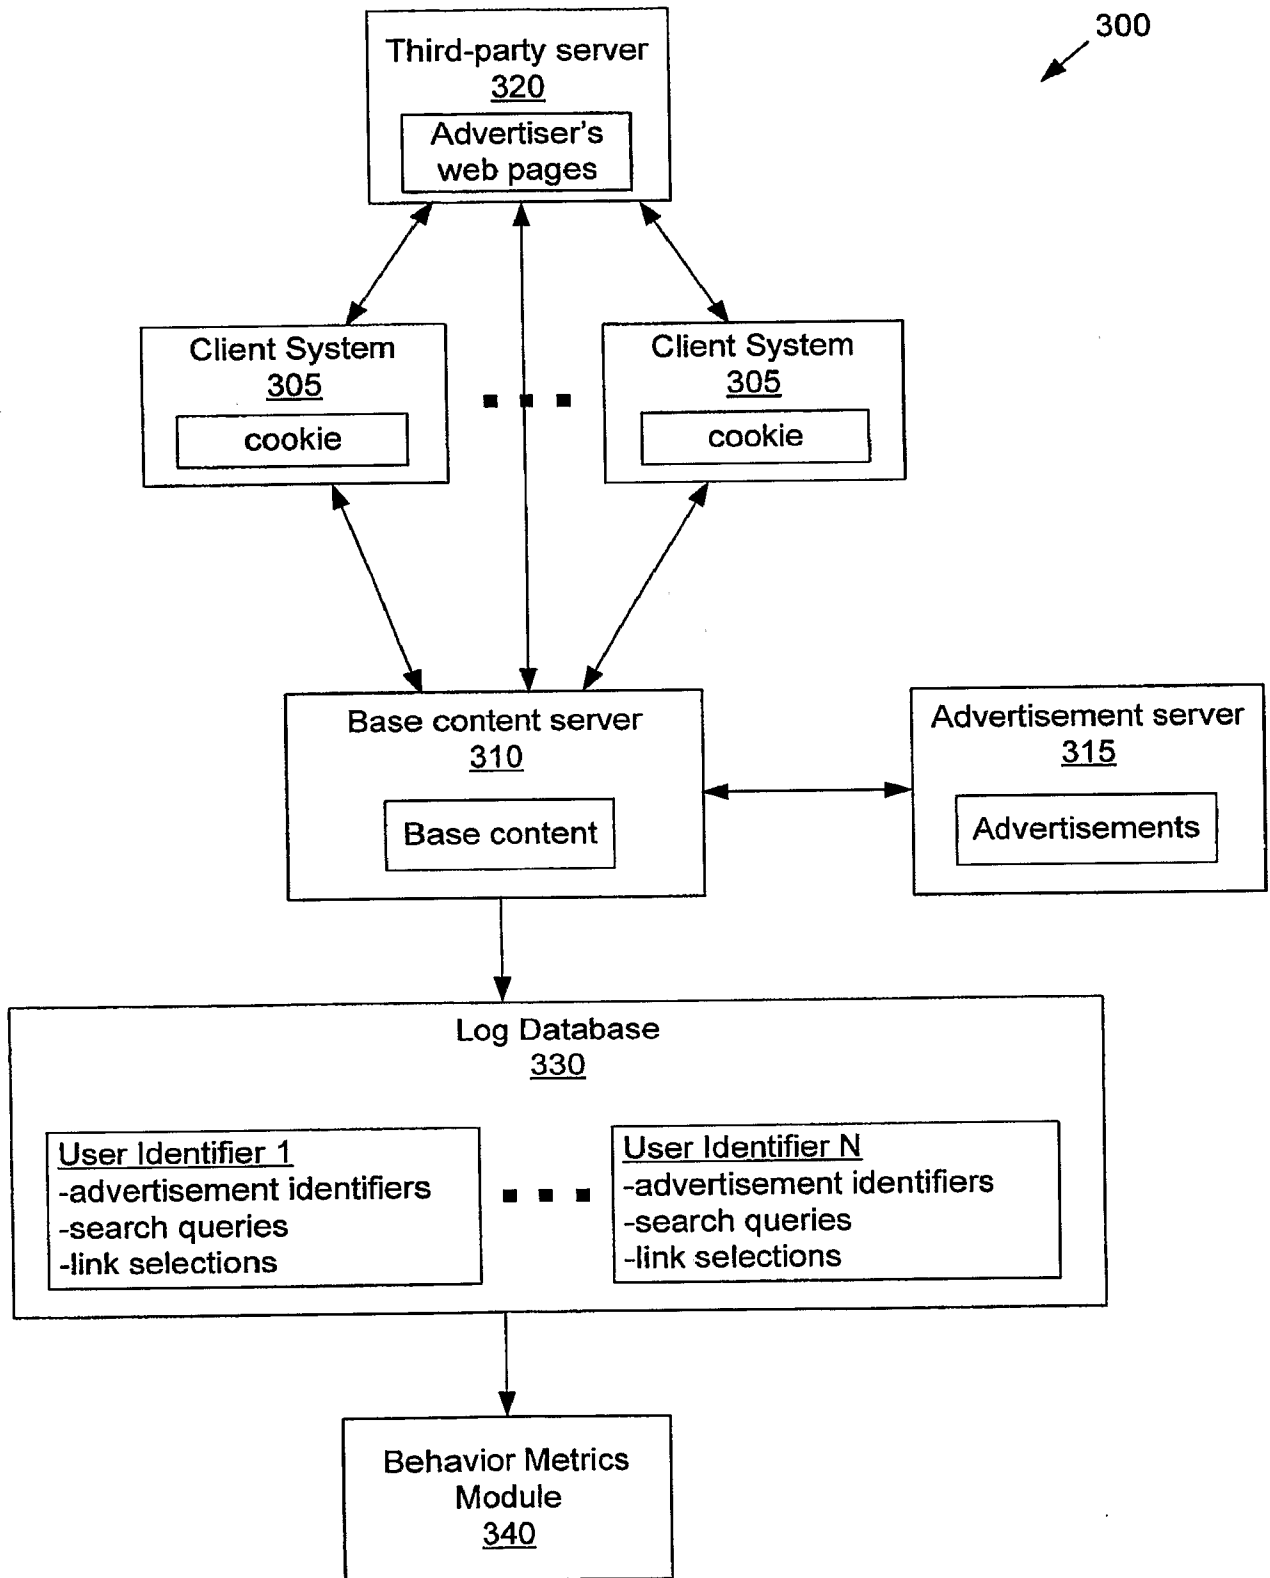 300
Third-party server
320
Advertiser's
web pages
Client System
305
cookie
Client System
305
cookie
Base content server
310
Base content
Advertisement server
315
Advertisements
Log Database
330
User Identifier 1
-advertisement identifiers
-search queries
-link selections
User Identifier N
-advertisement identifiers
-search queries
-link selections
Behavior Metrics
Module
340